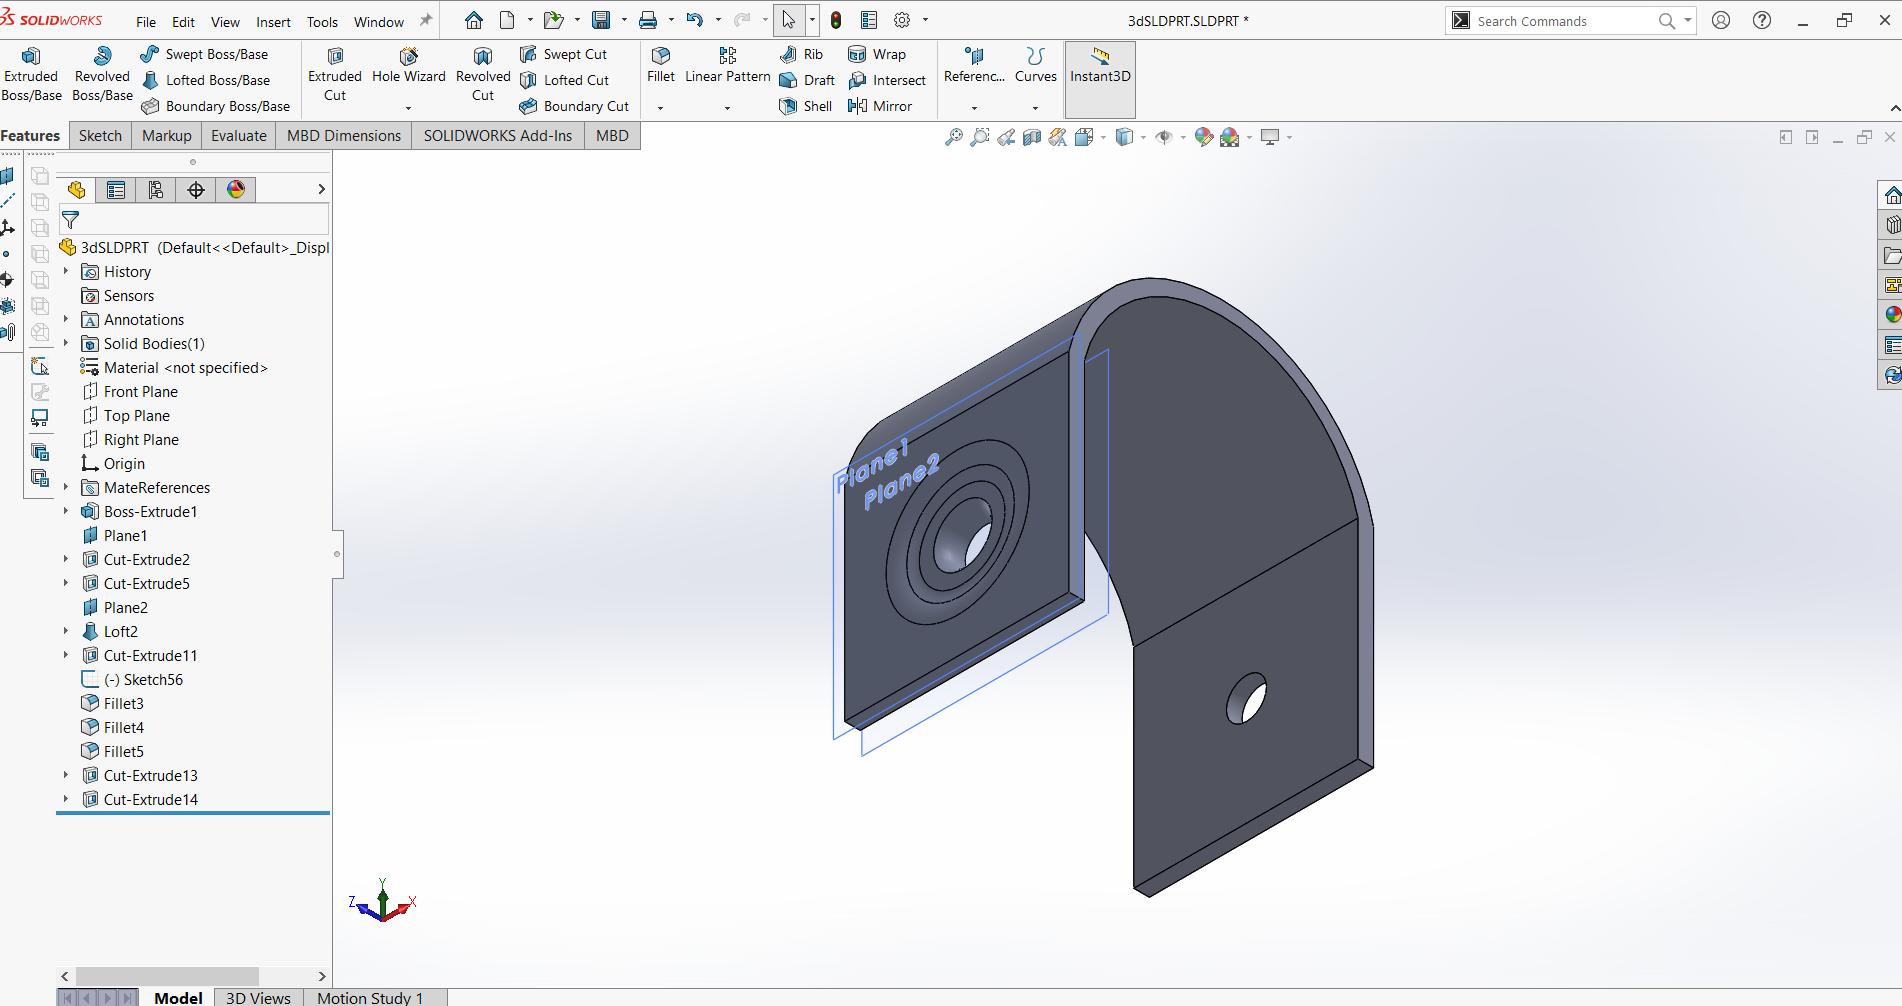 SOLIDWORKS File Edit View Insert Tools Window 3dSLDPRT.SLDPRT * Search Commands
Extruded Boss/Base
Revolved Boss/Base
Swept Boss/Base
Lofted Boss/Base
Boundary Boss/Base
Extruded Cut
Hole Wizard
Revolved Cut
Swept Cut
Lofted Cut
Boundary Cut
Fillet
Linear Pattern
Rib
Draft
Shell
Wrap
Intersect
Mirror
Referenc...
Curves
Instant3D
Features Sketch Markup Evaluate MBD Dimensions SOLIDWORKS Add-Ins MBD
3dSLDPRT (Default<<Default>_Displ
History
Sensors
Annotations
Solid Bodies(1)
Material <not specified>
Front Plane
Top Plane
Right Plane
Origin
MateReferences
Boss-Extrude1
Plane1
Cut-Extrude2
Cut-Extrude5
Plane2
Loft2
Cut-Extrude11
(-) Sketch56
Fillet3
Fillet4
Fillet5
Cut-Extrude13
Cut-Extrude14
Plane1
Plane2
Y
Z
X
Model 3D Views Motion Study 1